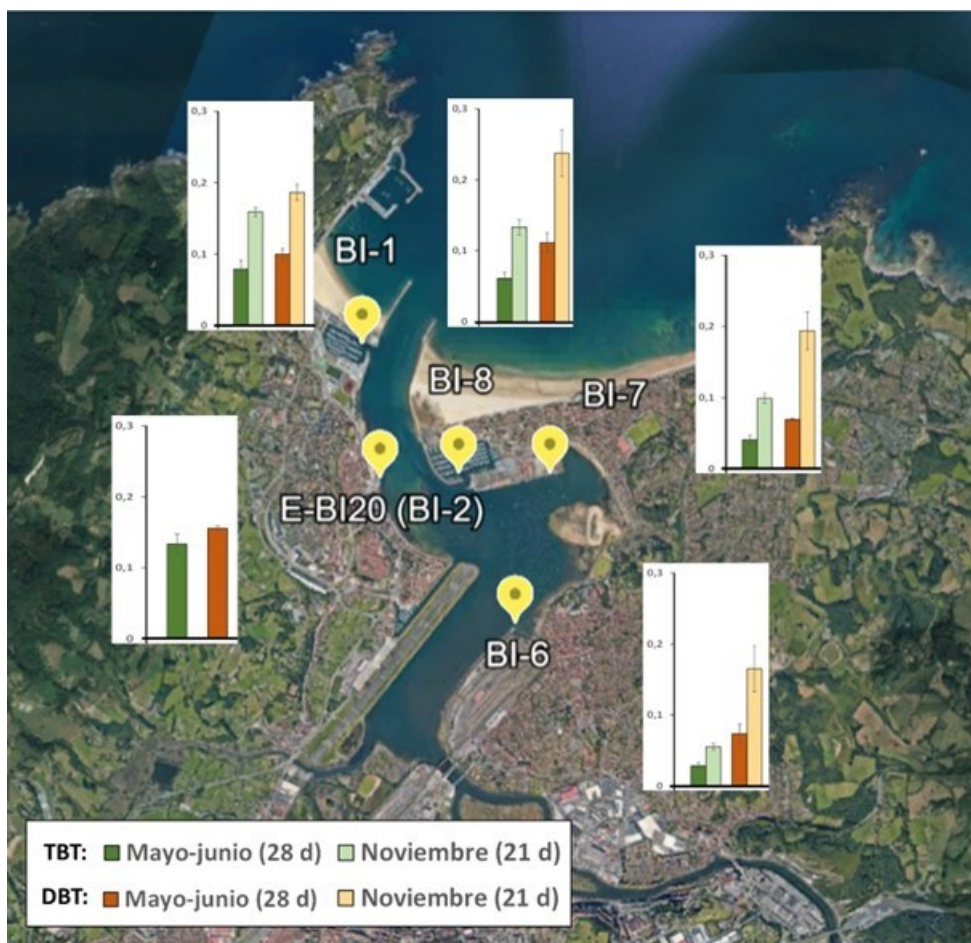 0,3
0,2
0,1
0
0,3
0,2
0,1
0
BI-1
0,3
0,2
0,1
0
BI-8
BI-7
0,3
0,2
0,1
0
E-BI20 (BI-2)
0,3
0,2
0,1
0
BI-6
TBT: Mayo-junio (28 d) Noviembre (21 d)
DBT: Mayo-junio (28 d) Noviembre (21 d)